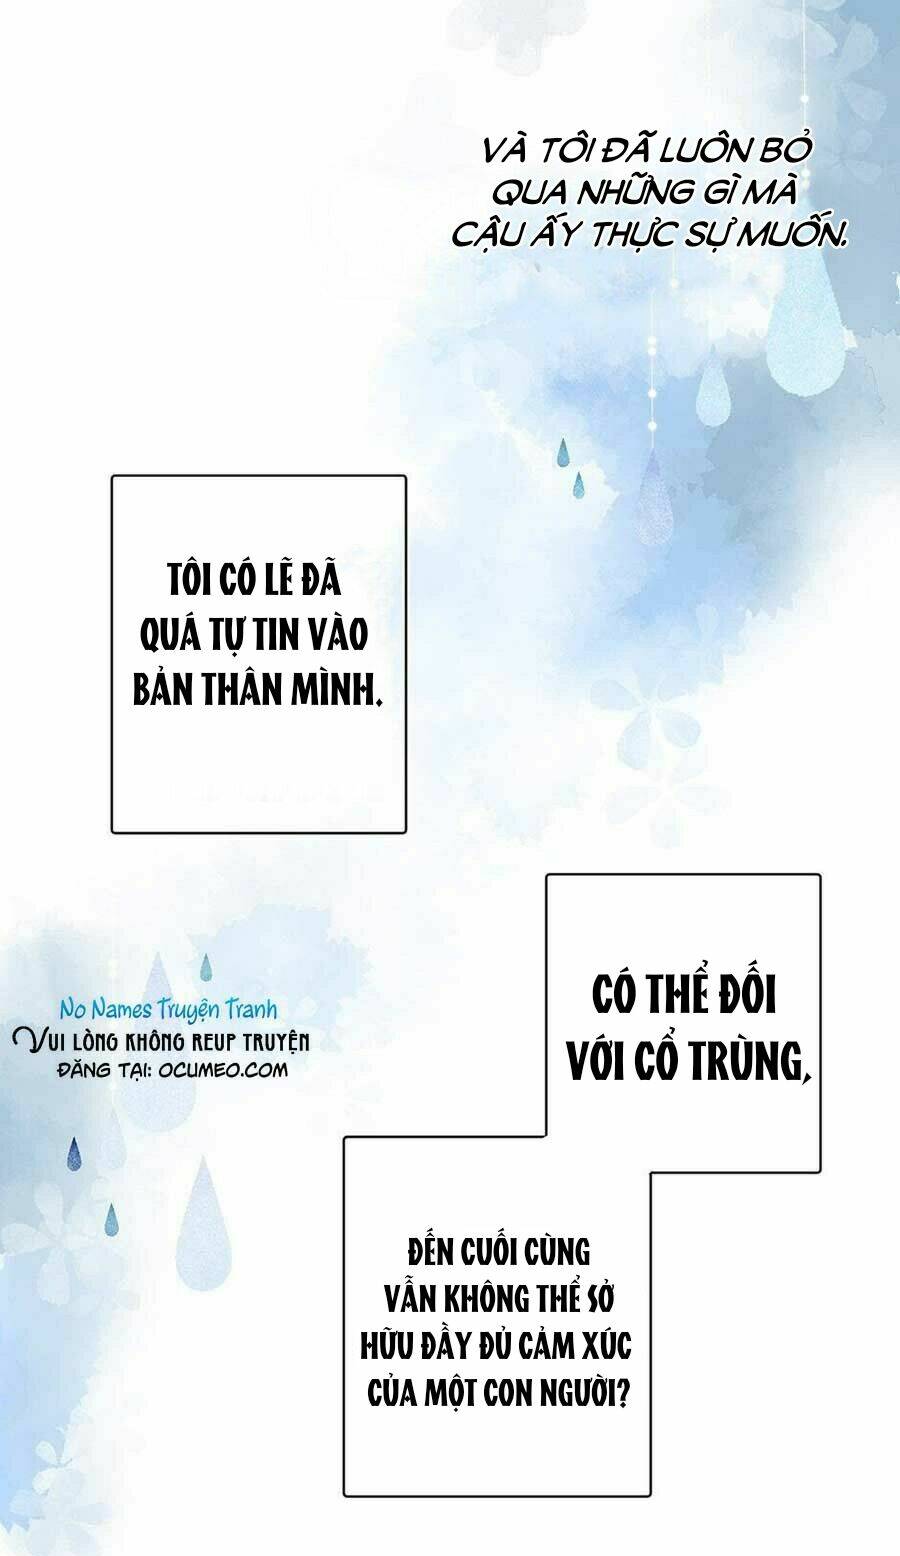 VÀ TÔI ĐÃ LUÔN BỎ
QUA NHỮNG GÌ MÀ
CẬU ẤY THỰC SỰ MUỐN.
TÔI CÓ LẼ ĐÃ
QUÁ TỰ TIN VÀO
BẢN THÂN MÌNH.
CÓ THỂ ĐỐI
VỚI CỔ TRÙNG,
No Names Truyện Tranh
VUI LÒNG KHÔNG REUP TRUYỆN
ĐĂNG TẠI: OCUMEO.COM
ĐẾN CUỐI CÙNG
VẪN KHÔNG THỂ SỞ
HỮU ĐẦY ĐỦ CẢM XÚC
CỦA MỘT CON NGƯỜI?